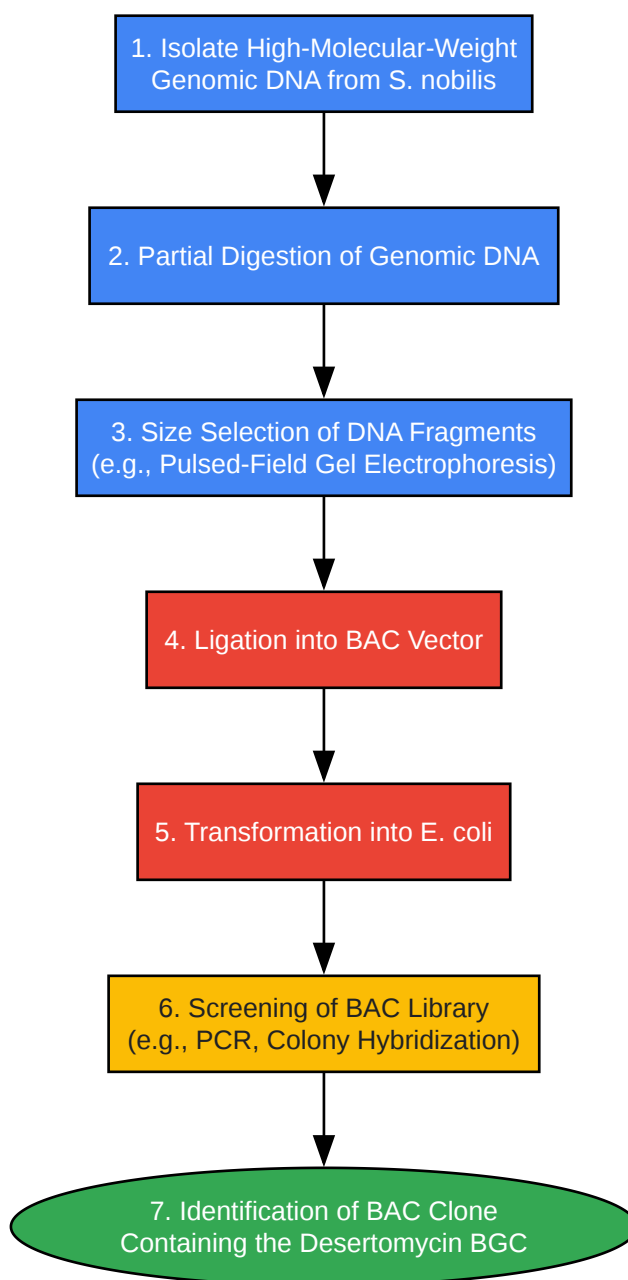 1. Isolate High-Molecular-Weight
Genomic DNA from S. nobilis
2. Partial Digestion of Genomic DNA
3. Size Selection of DNA Fragments
(e.g., Pulsed-Field Gel Electrophoresis)
4. Ligation into BAC Vector
5. Transformation into E. coli
6. Screening of BAC Library
(e.g., PCR, Colony Hybridization)
7. Identification of BAC Clone
Containing the Desertomycin BGC